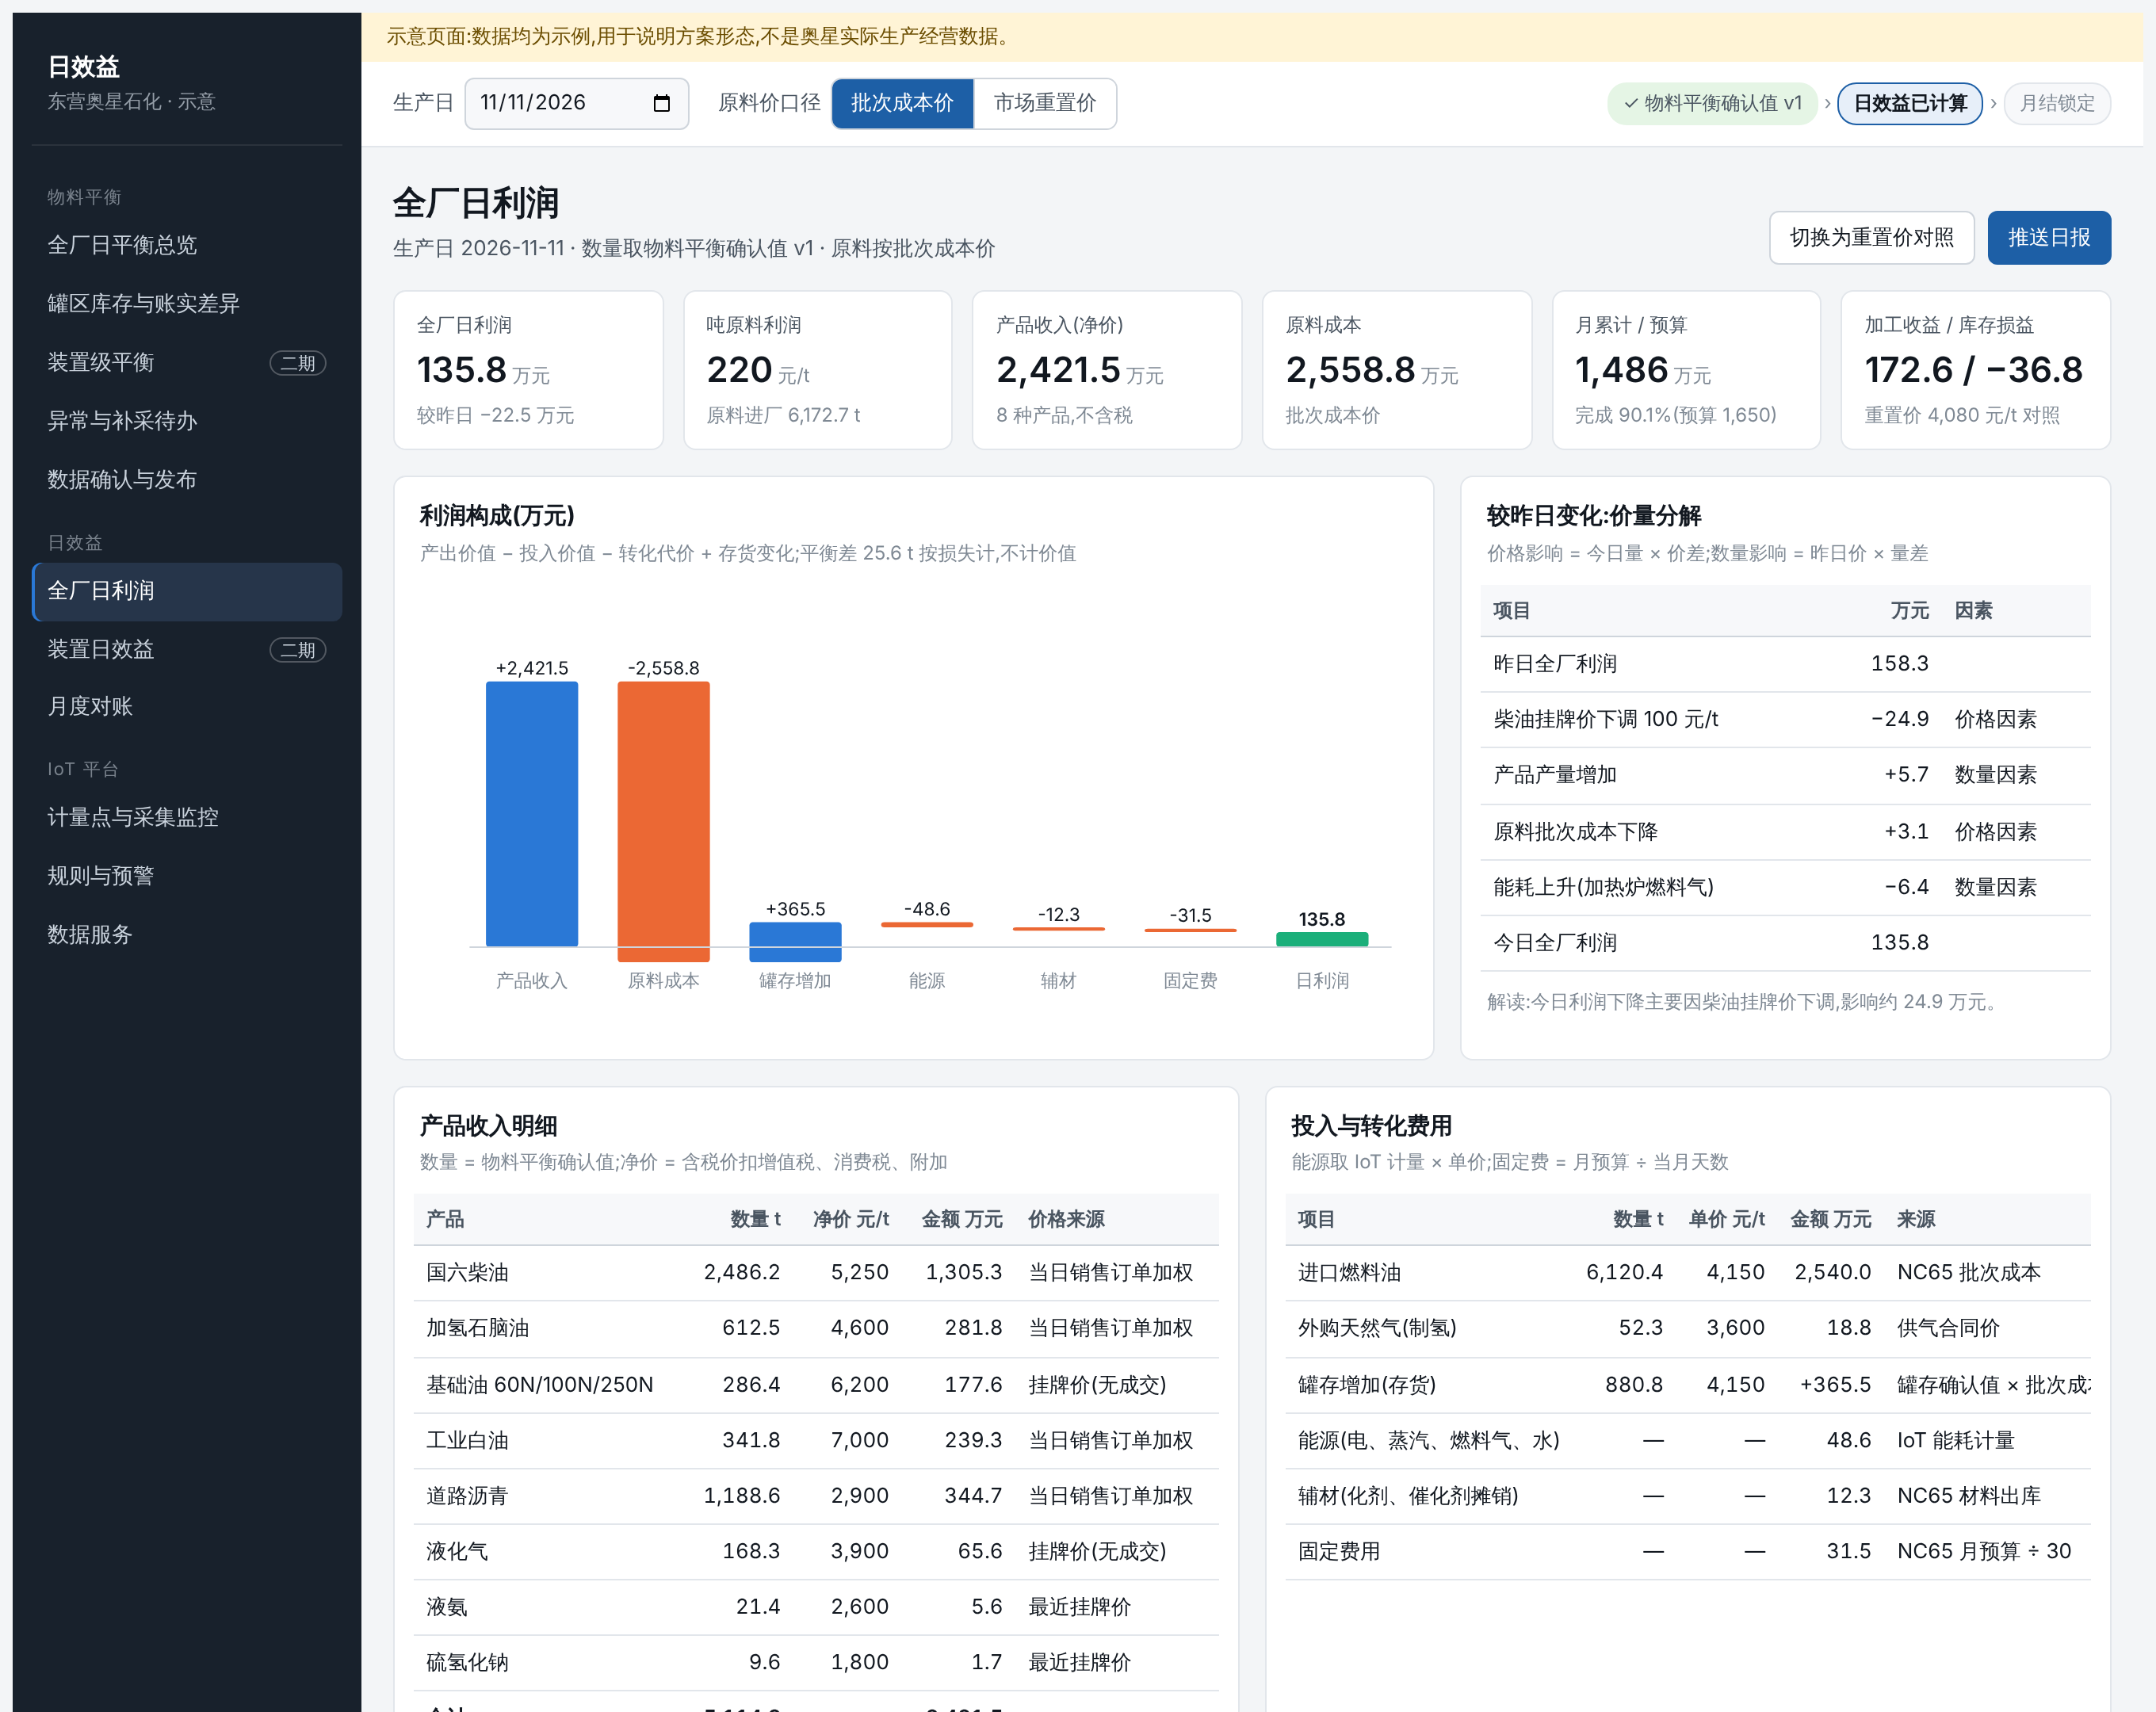 示意页面:数据均为示例,用于说明方案形态,不是奥星实际生产经营数据。
日效益
东营奥星石化 · 示意
物料平衡
全厂日平衡总览
罐区库存与账实差异
装置级平衡 二期
异常与补采待办
数据确认与发布
日效益
全厂日利润
装置日效益 二期
月度对账
IoT 平台
计量点与采集监控
规则与预警
数据服务
生产日 11/11/2026 原料价口径 批次成本价 市场重置价 ✓ 物料平衡确认值 v1 › 日效益已计算 › 月结锁定
全厂日利润
生产日 2026-11-11 · 数量取物料平衡确认值 v1 · 原料按批次成本价
切换为重置价对照 推送日报
全厂日利润
135.8 万元
较昨日 −22.5 万元
吨原料利润
220 元/t
原料进厂 6,172.7 t
产品收入(净价)
2,421.5 万元
8 种产品,不含税
原料成本
2,558.8 万元
批次成本价
月累计 / 预算
1,486 万元
完成 90.1%(预算 1,650)
加工收益 / 库存损益
172.6 / −36.8
重置价 4,080 元/t 对照
利润构成(万元)
产出价值 − 投入价值 − 转化代价 + 存货变化;平衡差 25.6 t 按损失计,不计价值
+2,421.5 -2,558.8 +365.5 -48.6 -12.3 -31.5 135.8
产品收入 原料成本 罐存增加 能源 辅材 固定费 日利润
较昨日变化:价量分解
价格影响 = 今日量 × 价差;数量影响 = 昨日价 × 量差
项目 万元 因素
昨日全厂利润 158.3
柴油挂牌价下调 100 元/t −24.9 价格因素
产品产量增加 +5.7 数量因素
原料批次成本下降 +3.1 价格因素
能耗上升(加热炉燃料气) −6.4 数量因素
今日全厂利润 135.8
解读:今日利润下降主要因柴油挂牌价下调,影响约 24.9 万元。
产品收入明细
数量 = 物料平衡确认值;净价 = 含税价扣增值税、消费税、附加
产品 数量 t 净价 元/t 金额 万元 价格来源
国六柴油 2,486.2 5,250 1,305.3 当日销售订单加权
加氢石脑油 612.5 4,600 281.8 当日销售订单加权
基础油 60N/100N/250N 286.4 6,200 177.6 挂牌价(无成交)
工业白油 341.8 7,000 239.3 当日销售订单加权
道路沥青 1,188.6 2,900 344.7 当日销售订单加权
液化气 168.3 3,900 65.6 挂牌价(无成交)
液氨 21.4 2,600 5.6 最近挂牌价
硫氢化钠 9.6 1,800 1.7 最近挂牌价
投入与转化费用
能源取 IoT 计量 × 单价;固定费 = 月预算 ÷ 当月天数
项目 数量 t 单价 元/t 金额 万元 来源
进口燃料油 6,120.4 4,150 2,540.0 NC65 批次成本
外购天然气(制氢) 52.3 3,600 18.8 供气合同价
罐存增加(存货) 880.8 4,150 +365.5 罐存确认值 × 批次成
能源(电、蒸汽、燃料气、水) — — 48.6 IoT 能耗计量
辅材(化剂、催化剂摊销) — — 12.3 NC65 材料出库
固定费用 — — 31.5 NC65 月预算 ÷ 30